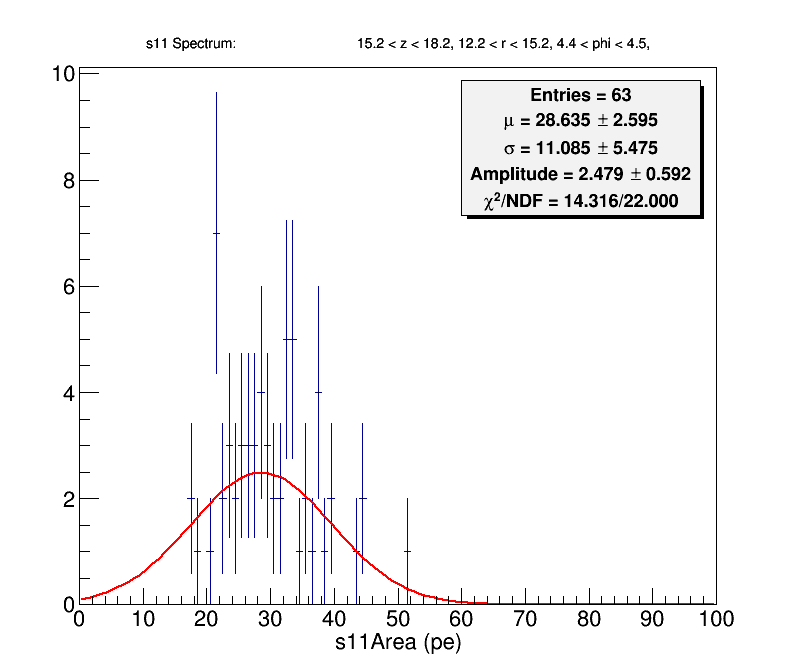 s11 Spectrum: 15.2 < z < 18.2, 12.2 < r < 15.2, 4.4 < phi < 4.5,
Entries = 63
μ = 28.635 ± 2.595
σ = 11.085 ± 5.475
Amplitude = 2.479 ± 0.592
χ²/NDF = 14.316/22.000
10
8
6
4
2
0
0 10 20 30 40 50 60 70 80 90 100
s11Area (pe)